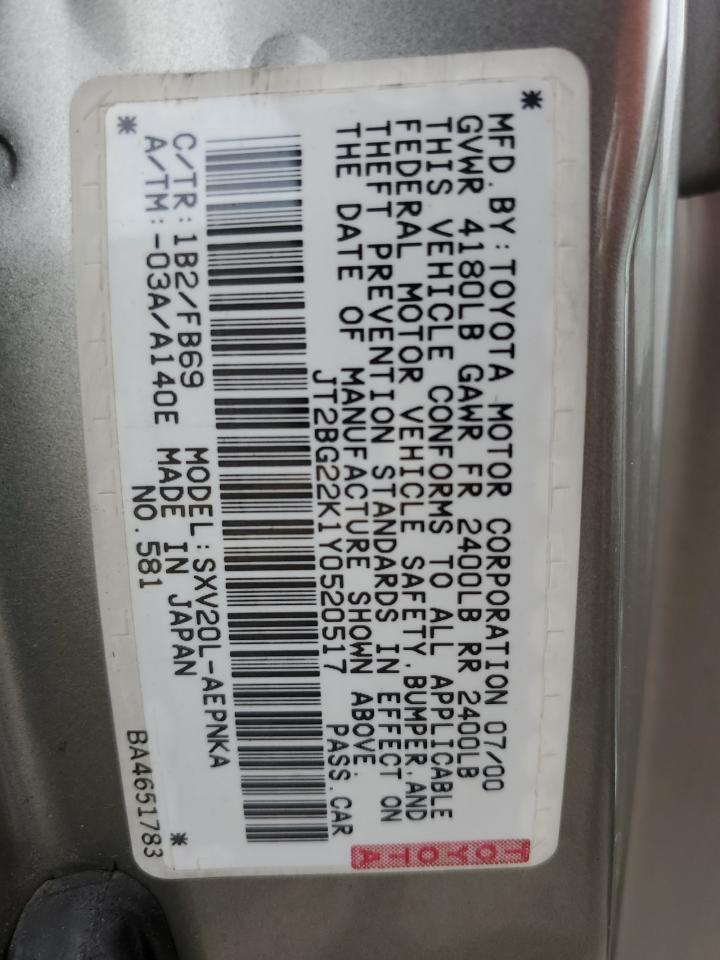 MFD. BY: TOYOTA MOTOR CORPORATION 07/00
GVWR 4180LB GAWR FR 2400LB RR 2400LB
THIS VEHICLE CONFORMS TO ALL APPLICABLE
FEDERAL MOTOR VEHICLE SAFETY, BUMPER, AND
THEFT PREVENTION STANDARDS IN EFFECT ON
THE DATE OF MANUFACTURE SHOWN ABOVE.
JT2BG22K1Y0520517 PASS. CAR
C/TR: 1B2/FB69 MODEL: SXV20L-AEPNKA
A/TM: -03A/A140E MADE IN JAPAN
NO. 581
BA4651783
TOYOTA